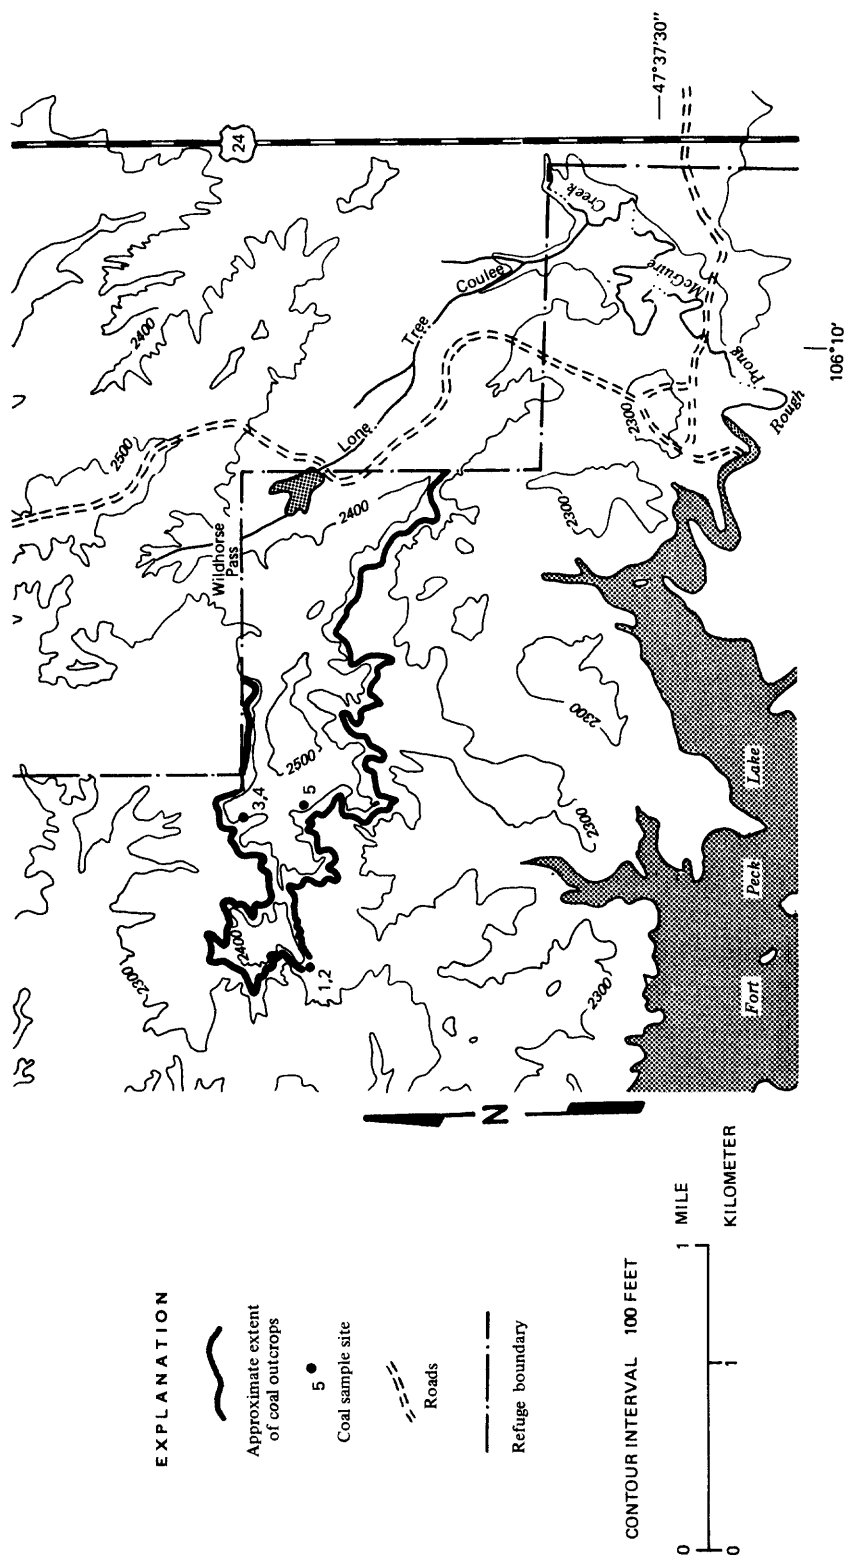 24
47°37'30"
106°10'
2400
2500
Wildhorse
Pass
Lone
Tree
Coulee
McGuire
Creek
Rough
Prong
2400
2300
2300
2500
2300
2300
2400
2300
2300
3,4
5
1,2
Fort
Peck
Lake
N
EXPLANATION
Approximate extent
of coal outcrops
5
Coal sample site
Roads
Refuge boundary
CONTOUR INTERVAL 100 FEET
0 1 MILE
0 1 KILOMETER